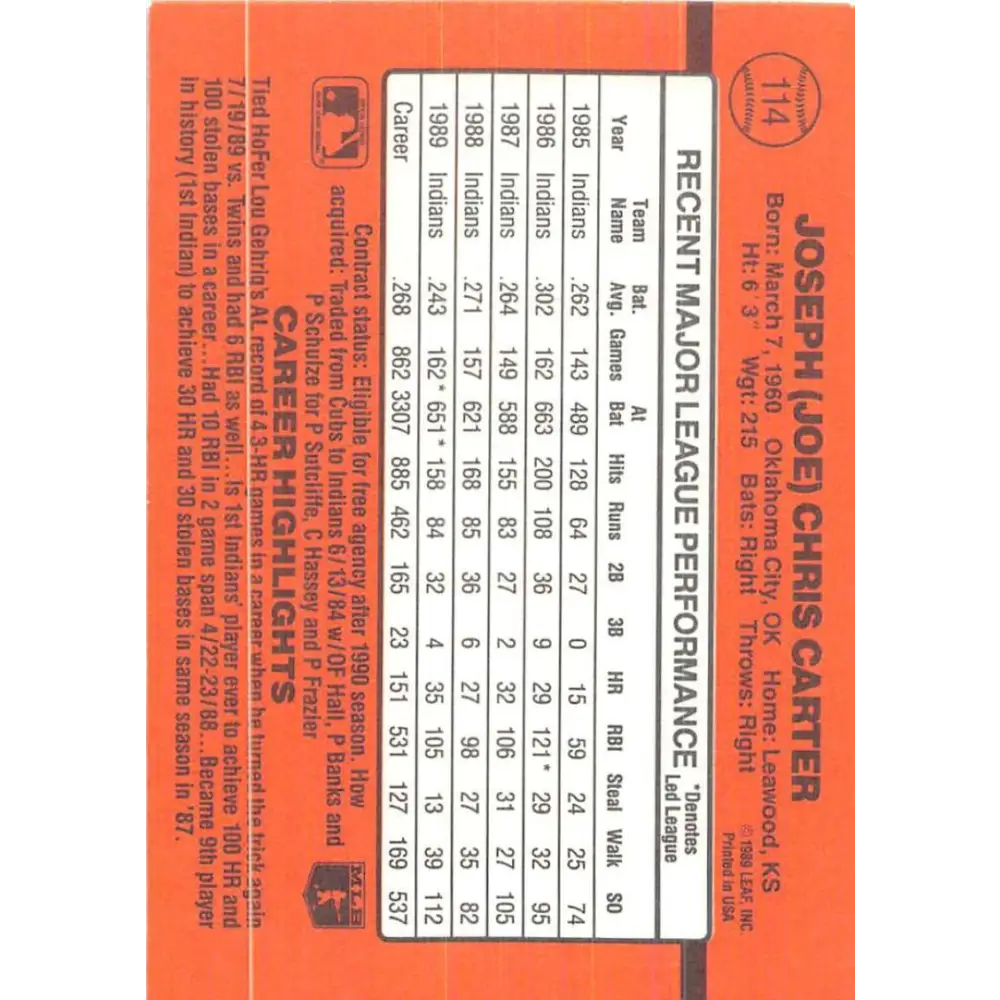 114
JOSEPH (JOE) CHRIS CARTER
Born: March 7, 1960 Oklahoma City, OK Home: Leawood, KS
Ht: 6' 3" Wgt: 215 Bats: Right Throws: Right
© 1989 LEAF, INC.
Printed in USA
RECENT MAJOR LEAGUE PERFORMANCE
*Denotes
Led League
Year Team Name Bat. Avg. Games At Bat Hits Runs 2B 3B HR RBI Steal Walk SO
1985 Indians .262 143 489 128 64 27 0 15 59 24 25 74
1986 Indians .302 162 663 200 108 36 9 29 121* 29 32 95
1987 Indians .264 149 588 155 83 27 2 32 106 31 27 105
1988 Indians .271 157 621 168 85 36 6 27 98 27 35 82
1989 Indians .243 162* 651* 158 84 32 4 35 105 13 39 112
Career .268 862 3307 885 462 165 23 151 531 127 169 537
Contract status: Eligible for free agency after 1990 season. How
acquired: Traded from Cubs to Indians 6/13/84 w/OF Hall, P Banks and
P Schulze for P Sutcliffe, C Hassey and P Frazier
MLB
CAREER HIGHLIGHTS
Tied HoFer Lou Gehrig's AL record of 4 3-HR games in a career when he turned the trick again
7/19/89 vs. Twins and had 6 RBI as well...Is 1st Indians' player ever to achieve 100 HR and
100 stolen bases in a career...Had 10 RBI in 2 game span 4/22-23/88...Became 9th player
in history (1st Indian) to achieve 30 HR and 30 stolen bases in same season in '87.